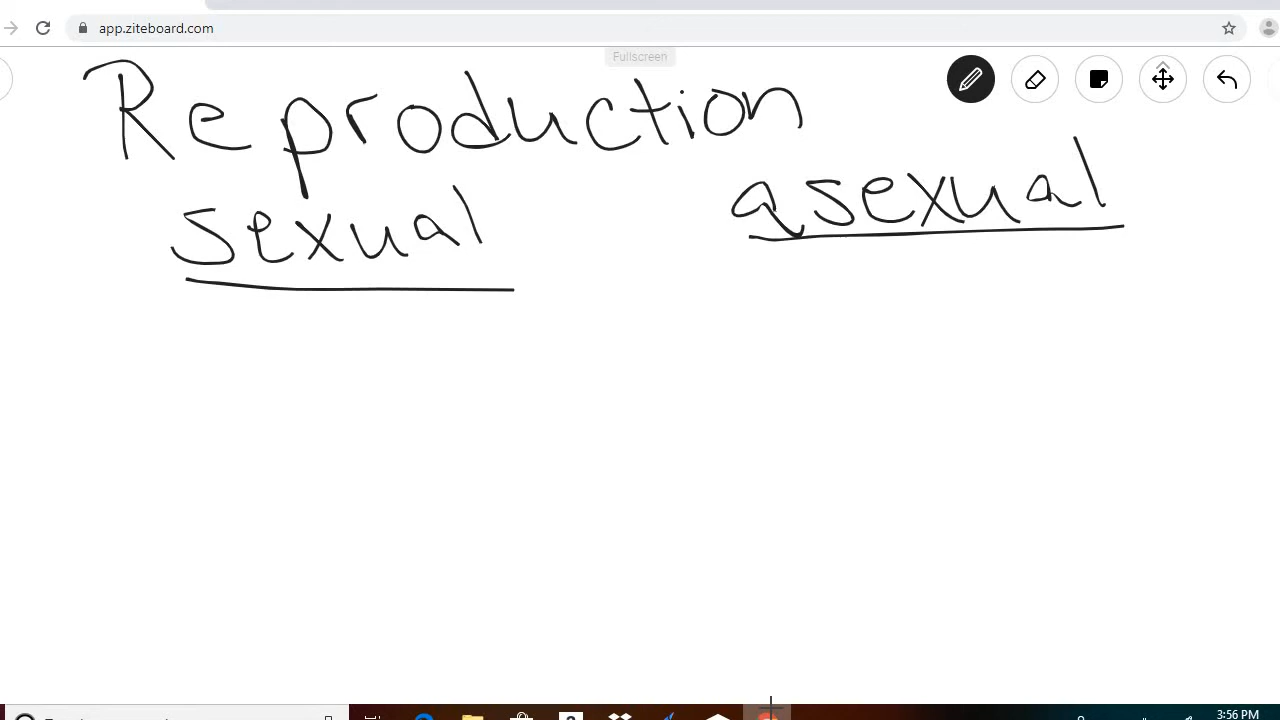 app.ziteboard.com
Fullscreen
Reproduction
sexual asexual
3:56 PM